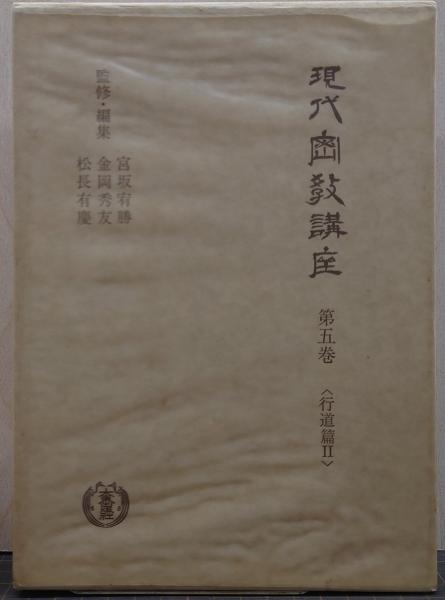 現代密教講座
第五巻
〈行道篇II〉
監修・編集
宮坂宥勝
金岡秀友
松長有慶